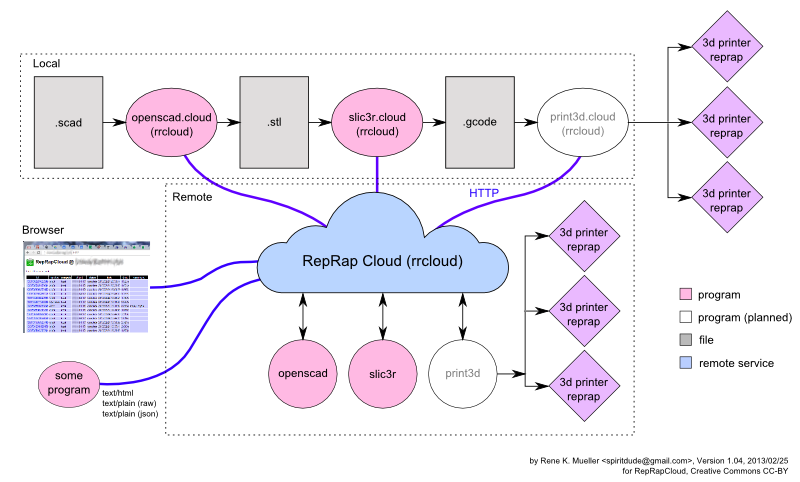 Local
.scad
openscad.cloud
(rrcloud)
.stl
slic3r.cloud
(rrcloud)
.gcode
print3d.cloud
(rrcloud)
3d printer
reprap
3d printer
reprap
3d printer
reprap
HTTP
Remote
RepRap Cloud (rrcloud)
openscad
slic3r
print3d
3d printer
reprap
3d printer
reprap
3d printer
reprap
Browser
RepRapCloud
some
program
text/html
text/plain (raw)
text/plain (json)
program
program (planned)
file
remote service
by Rene K. Mueller <spiritdude@gmail.com>, Version 1.04, 2013/02/25
for RepRapCloud, Creative Commons CC-BY